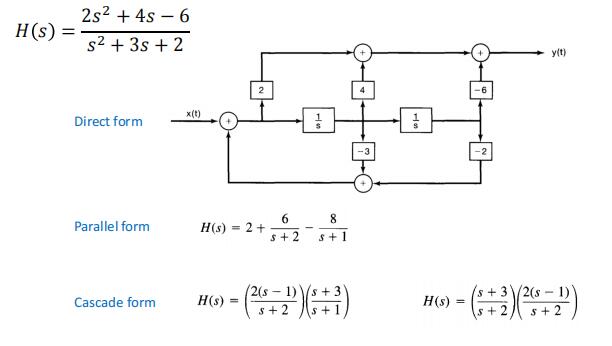 H(s) = \frac{2s^2 + 4s - 6}{s^2 + 3s + 2}
+ + y(t)
2 4 -6
Direct form x(t) + \frac{1}{s} \frac{1}{s}
-3 -2
+
Parallel form H(s) = 2 + \frac{6}{s + 2} - \frac{8}{s + 1}
Cascade form H(s) = \left(\frac{2(s - 1)}{s + 2}\right)\left(\frac{s + 3}{s + 1}\right) H(s) = \left(\frac{s + 3}{s + 2}\right)\left(\frac{2(s - 1)}{s + 2}\right)